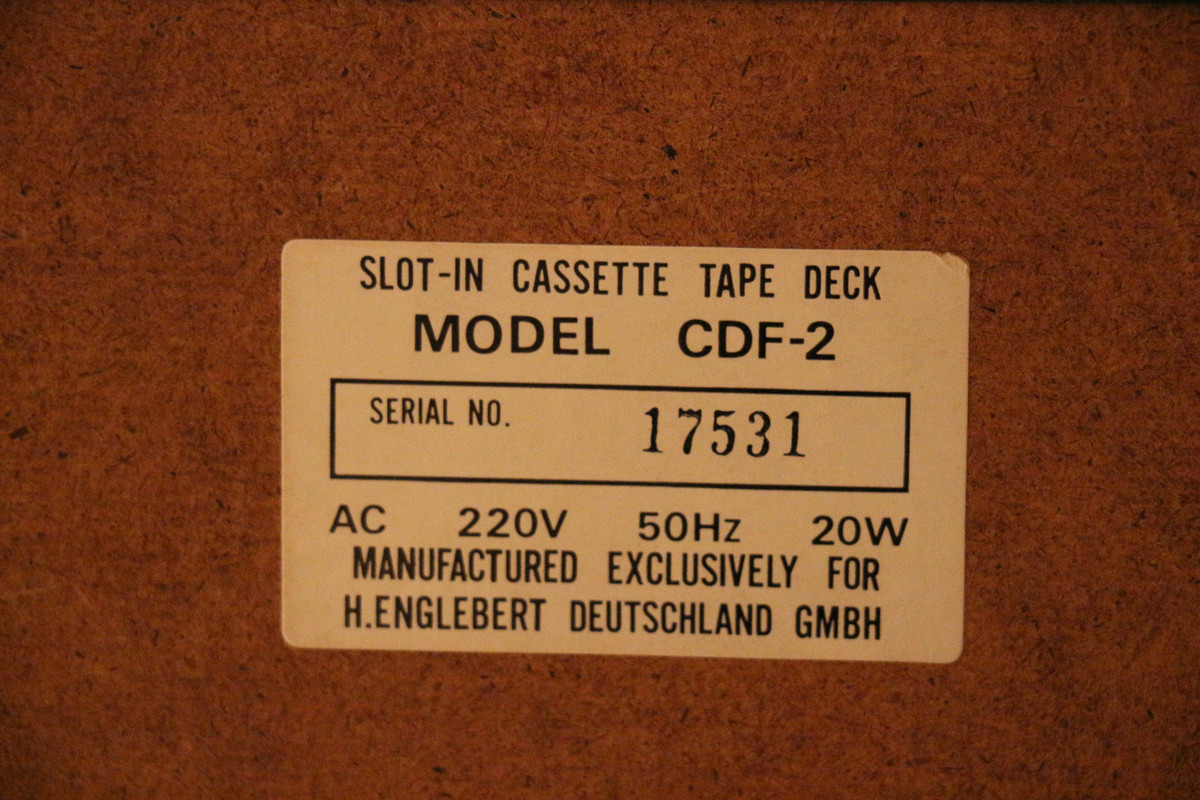 SLOT-IN CASSETTE TAPE DECK
MODEL CDF-2
SERIAL NO. 17531
AC 220V 50Hz 20W
MANUFACTURED EXCLUSIVELY FOR
H.ENGLEBERT DEUTSCHLAND GMBH